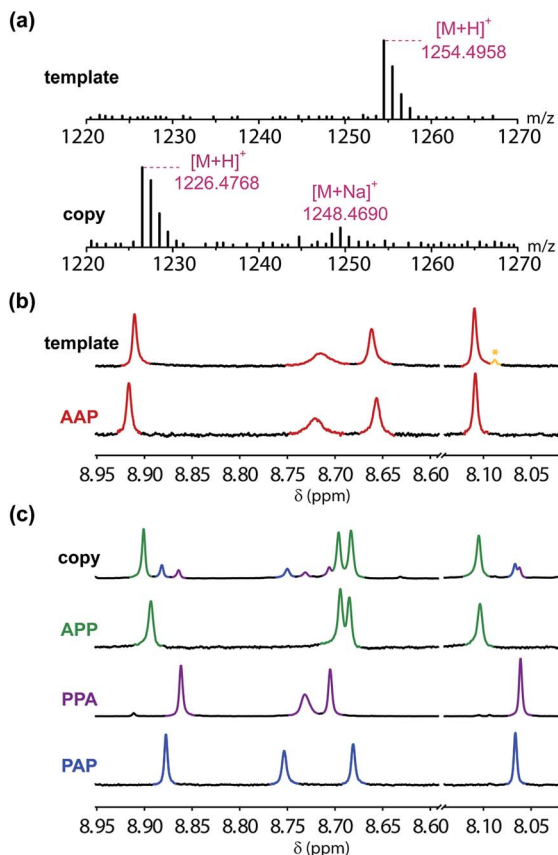 (a)
[M+H]+
1254.4958
template
1220 1230 1240 1250 1260 1270 m/z
[M+H]+
1226.4768
[M+Na]+
1248.4690
copy
1220 1230 1240 1250 1260 1270 m/z
(b)
template
*
AAP
8.95 8.90 8.85 8.80 8.75 8.70 8.65 8.60 8.10 8.05
δ (ppm)
(c)
copy
APP
PPA
PAP
8.95 8.90 8.85 8.80 8.75 8.70 8.65 8.60 8.10 8.05
δ (ppm)